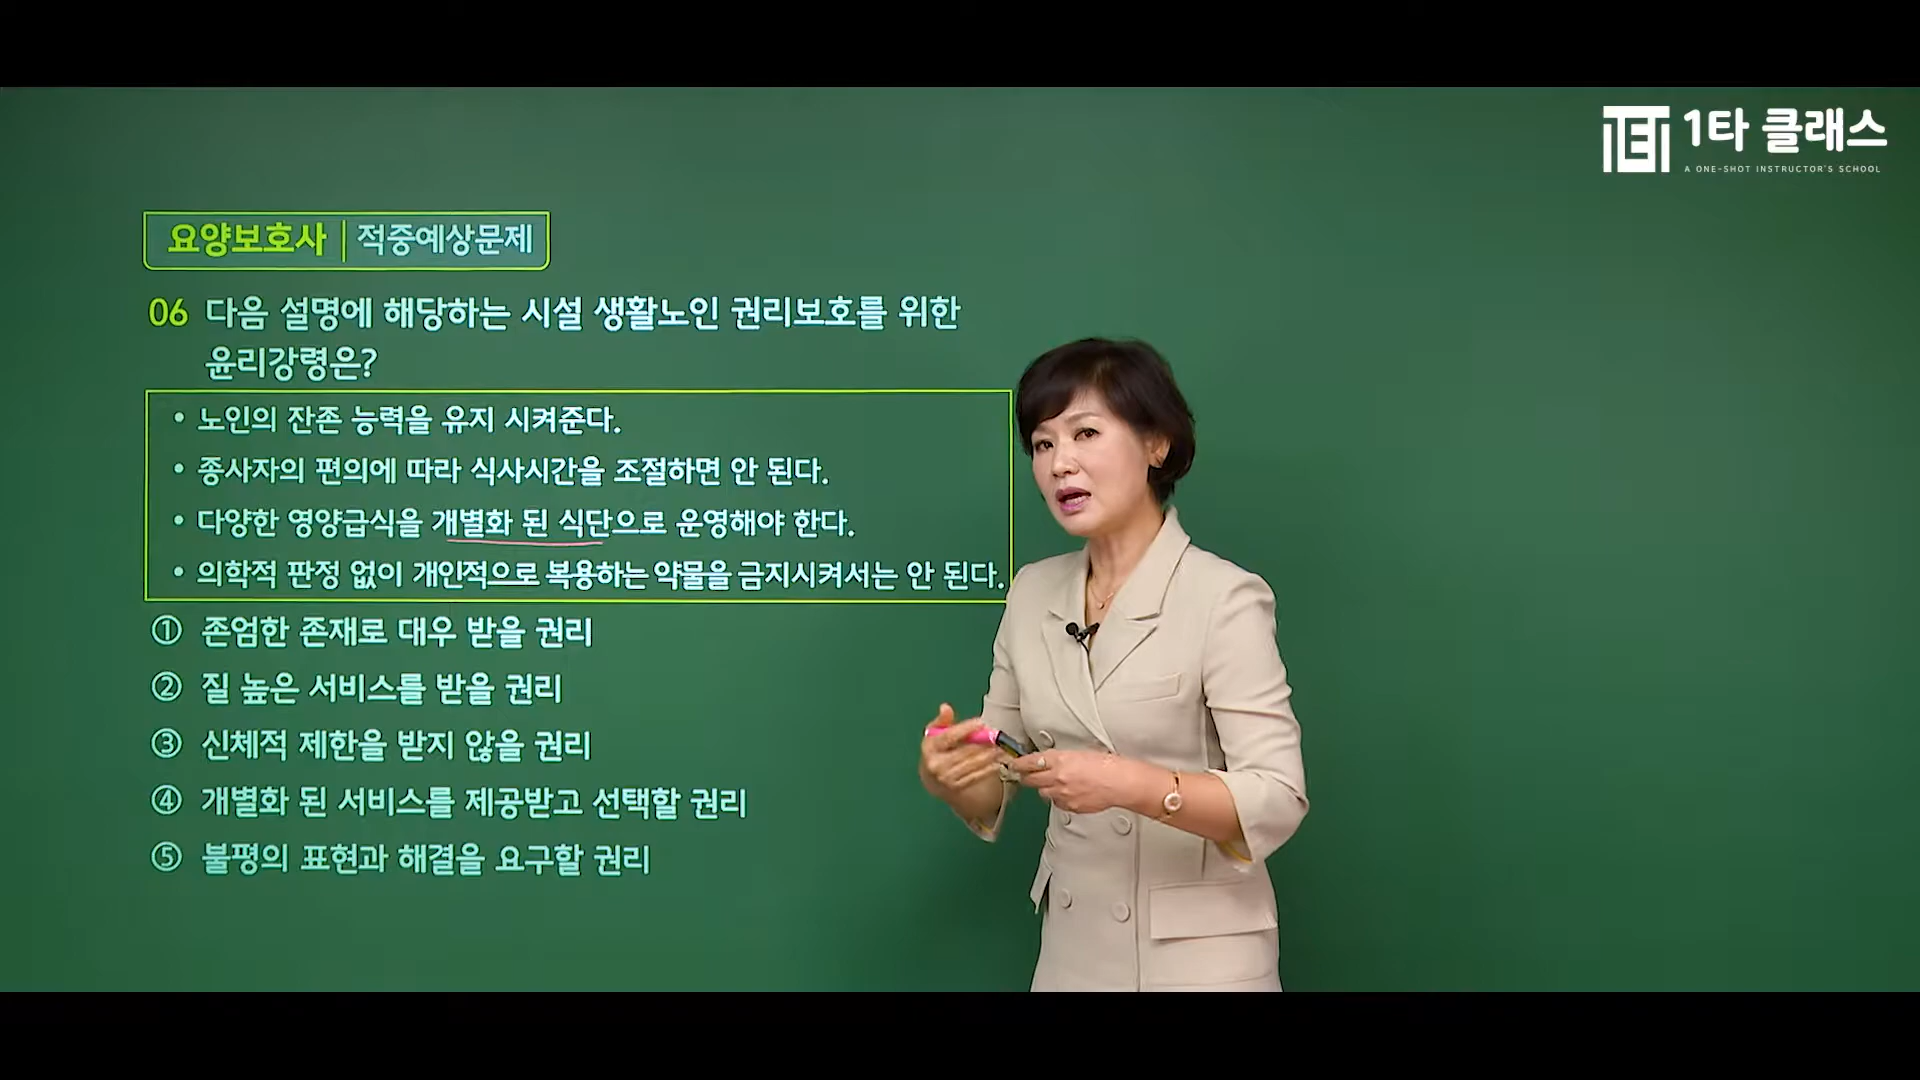 1타 클래스
A ONE-SHOT INSTRUCTOR'S SCHOOL
요양보호사 | 적중예상문제
06 다음 설명에 해당하는 시설 생활노인 권리보호를 위한
윤리강령은?
• 노인의 잔존 능력을 유지 시켜준다.
• 종사자의 편의에 따라 식사시간을 조절하면 안 된다.
• 다양한 영양급식을 개별화 된 식단으로 운영해야 한다.
• 의학적 판정 없이 개인적으로 복용하는 약물을 금지시켜서는 안 된다.
① 존엄한 존재로 대우 받을 권리
② 질 높은 서비스를 받을 권리
③ 신체적 제한을 받지 않을 권리
④ 개별화 된 서비스를 제공받고 선택할 권리
⑤ 불평의 표현과 해결을 요구할 권리